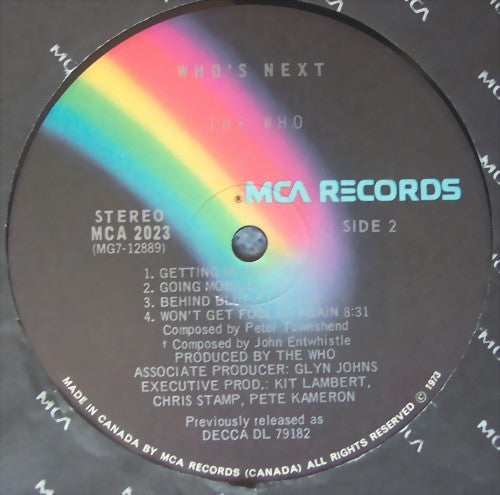 WHO'S NEXT
THE WHO
MCA RECORDS
STEREO
MCA 2023
(MG7-12889)
SIDE 2
1. GETTING IN
2. GOING MOBILE
3. BEHIND BLUE
4. WON'T GET FOOLED AGAIN 8:31
Composed by Peter Townshend
† Composed by John Entwhistle
PRODUCED BY THE WHO
ASSOCIATE PRODUCER: GLYN JOHNS
EXECUTIVE PROD.: KIT LAMBERT,
CHRIS STAMP, PETE KAMERON
Previously released as
DECCA DL 79182
MADE IN CANADA BY MCA RECORDS (CANADA) ALL RIGHTS RESERVED © 1973
MCA
MCA
MCA
MCA
MCA